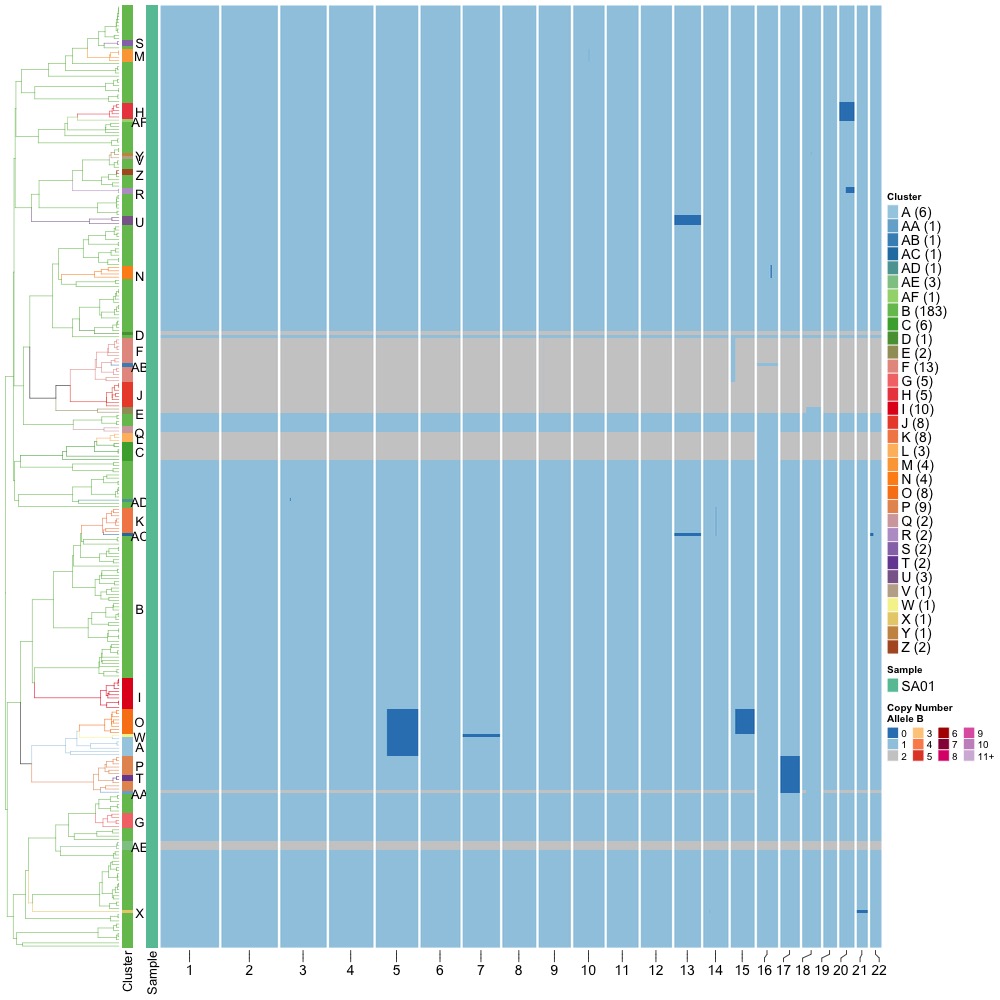 S
M
H
AF
Y
V
Z
R
U
N
D
F
AB
J
E
Q
L
C
AD
K
AC
B
I
O
W
A
P
T
AA
G
AE
X
Cluster
Sample
1 2 3 4 5 6 7 8 9 10 11 12 13 14 15 16 17 18 19 20 21 22
Cluster
A (6)
AA (1)
AB (1)
AC (1)
AD (1)
AE (3)
AF (1)
B (183)
C (6)
D (1)
E (2)
F (13)
G (5)
H (5)
I (10)
J (8)
K (8)
L (3)
M (4)
N (4)
O (8)
P (9)
Q (2)
R (2)
S (2)
T (2)
U (3)
V (1)
W (1)
X (1)
Y (1)
Z (2)
Sample
SA01
Copy Number
Allele B
0 3 6 9
1 4 7 10
2 5 8 11+